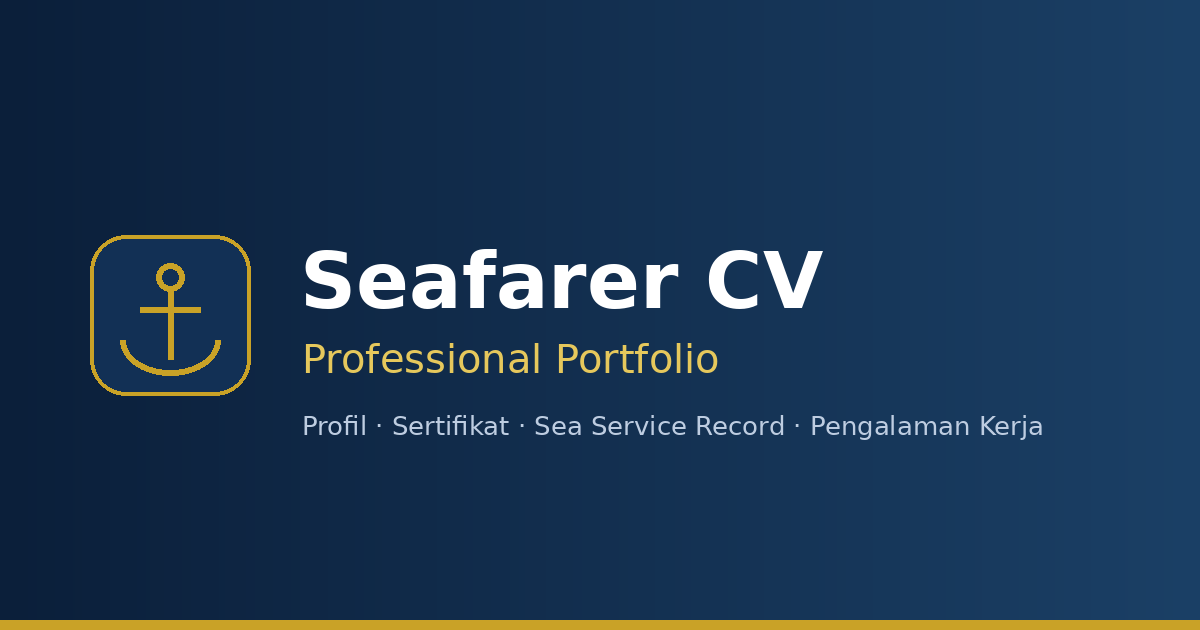 Seafarer CV
Professional Portfolio
Profil · Sertifikat · Sea Service Record · Pengalaman Kerja